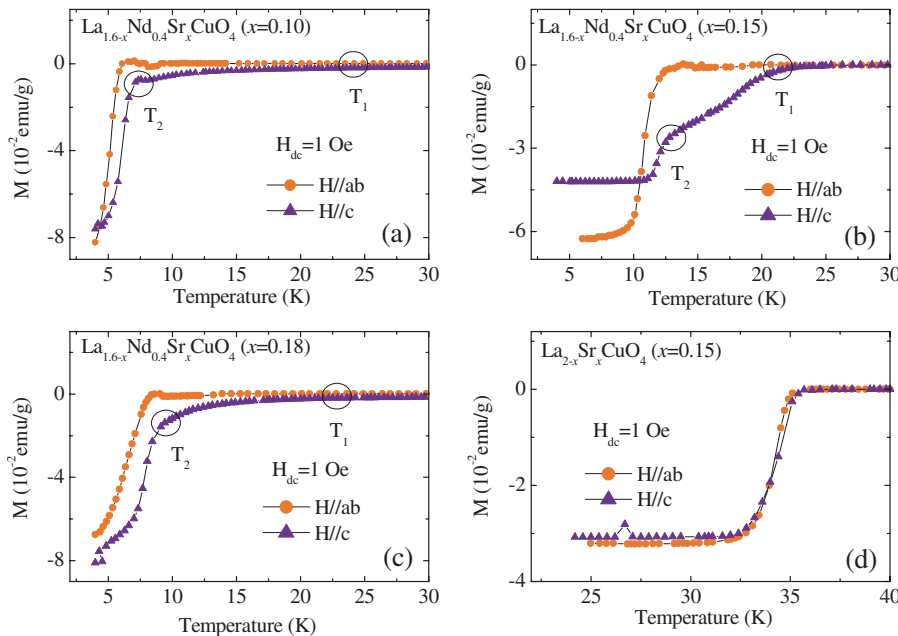 La1.6-xNd0.4SrxCuO4 (x=0.10)
0
-4
-8
M (10-2emu/g)
T1
T2
Hdc=1 Oe
H//ab
H//c
(a)
5 10 15 20 25 30
Temperature (K)
La1.6-xNd0.4SrxCuO4 (x=0.15)
0
-3
-6
M (10-2emu/g)
T1
T2
Hdc=1 Oe
H//ab
H//c
(b)
5 10 15 20 25 30
Temperature (K)
La1.6-xNd0.4SrxCuO4 (x=0.18)
0
-4
-8
M (10-2emu/g)
T1
T2
Hdc=1 Oe
H//ab
H//c
(c)
5 10 15 20 25 30
Temperature (K)
La2-xSrxCuO4 (x=0.15)
0
-2
-4
M (10-2emu/g)
Hdc=1 Oe
H//ab
H//c
(d)
25 30 35 40
Temperature (K)